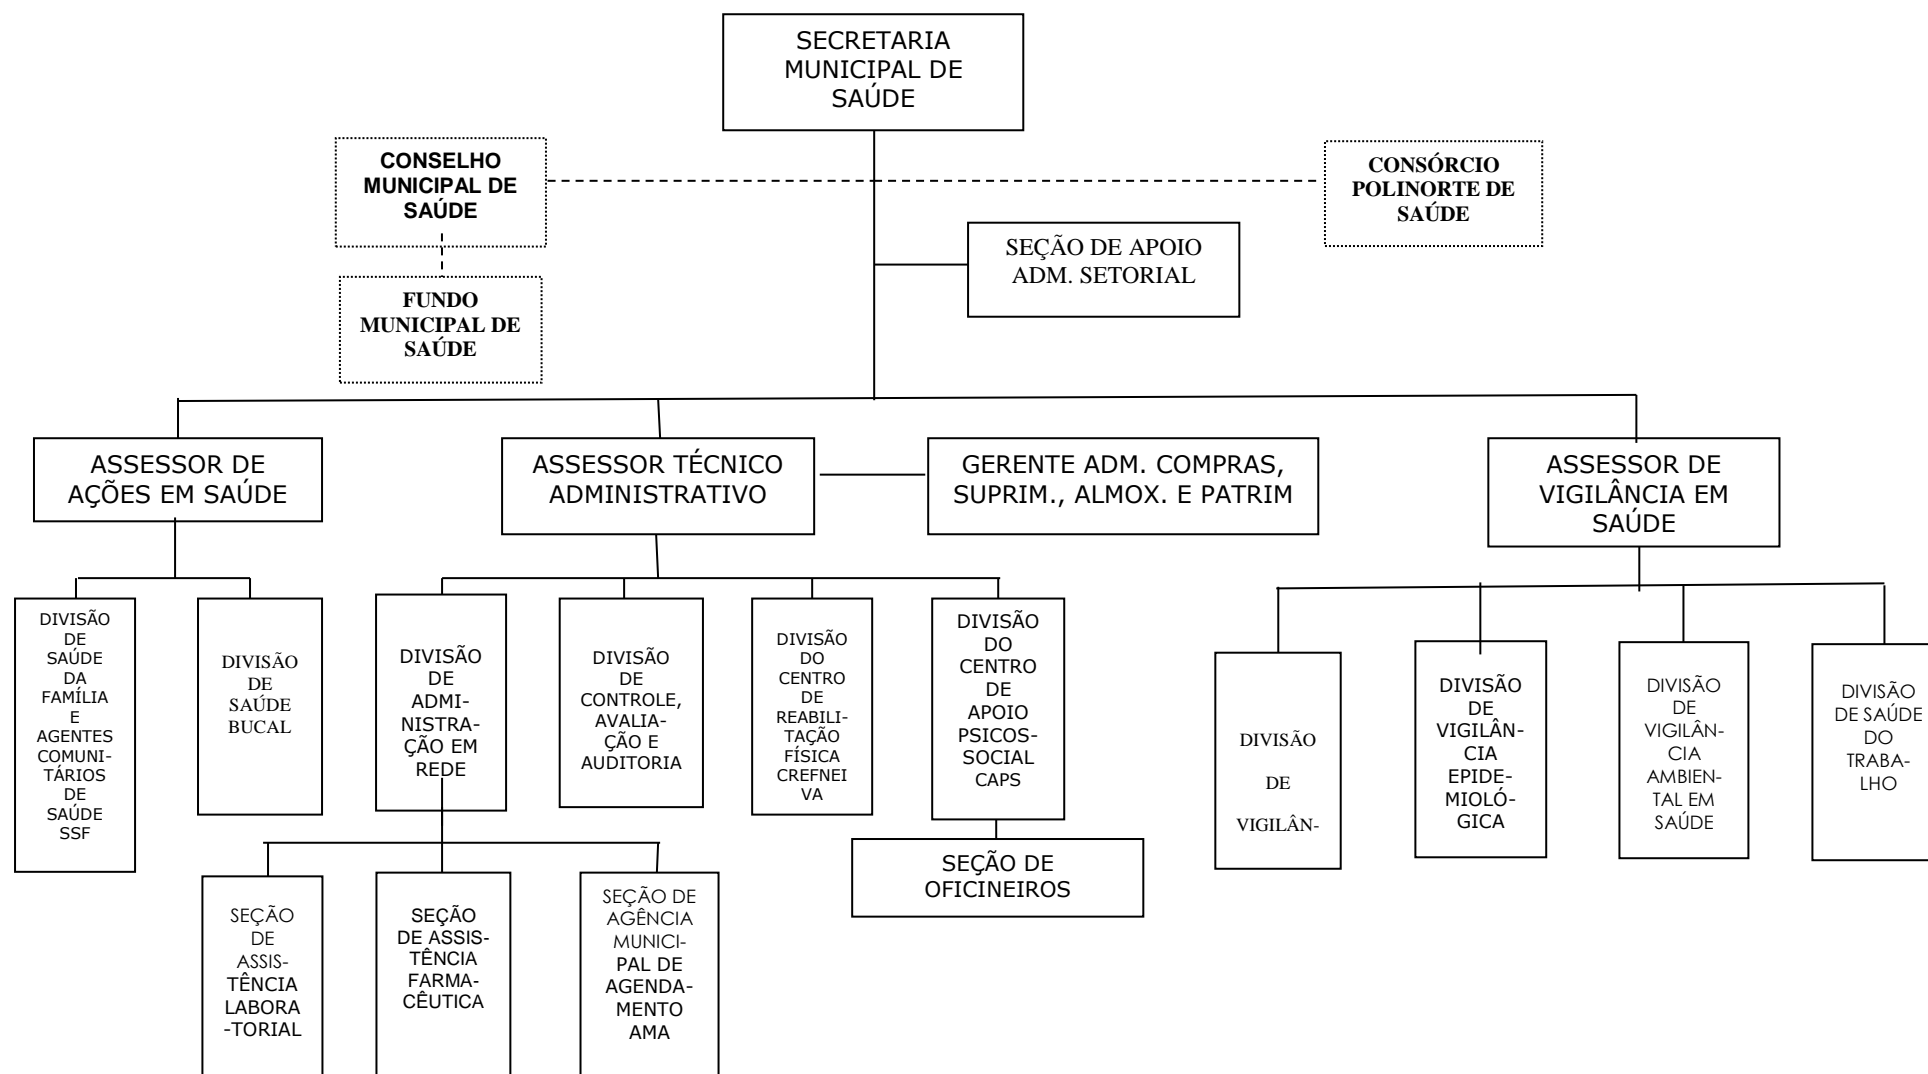 SECRETARIA
MUNICIPAL DE
SAÚDE
CONSELHO
MUNICIPAL DE
SAÚDE
CONSÓRCIO
POLINORTE DE
SAÚDE
SEÇÃO DE APOIO
ADM. SETORIAL
FUNDO
MUNICIPAL DE
SAÚDE
ASSESSOR DE
AÇÕES EM SAÚDE
ASSESSOR TÉCNICO
ADMINISTRATIVO
GERENTE ADM. COMPRAS,
SUPRIM., ALMOX. E PATRIM
ASSESSOR DE
VIGILÂNCIA EM
SAÚDE
DIVISÃO
DE
SAÚDE
DA
FAMÍLIA
E
AGENTES
COMUNI-
TÁRIOS
DE
SAÚDE
SSF
DIVISÃO
DE
SAÚDE
BUCAL
DIVISÃO
DE
ADMI-
NISTRA-
ÇÃO EM
REDE
DIVISÃO
DE
CONTROLE,
AVALIA-
ÇÃO E
AUDITORIA
DIVISÃO
DO
CENTRO
DE
REABILI-
TAÇÃO
FÍSICA
CREFNEI
VA
DIVISÃO
DO
CENTRO
DE
APOIO
PSICOS-
SOCIAL
CAPS
DIVISÃO
DE
VIGILÂN-
DIVISÃO
DE
VIGILÂN-
CIA
EPIDE-
MIOLÓ-
GICA
DIVISÃO
DE
VIGILÂN-
CIA
AMBIEN-
TAL EM
SAÚDE
DIVISÃO
DE SAÚDE
DO
TRABA-
LHO
SEÇÃO DE
OFICINEIROS
SEÇÃO
DE
ASSIS-
TÊNCIA
LABORA
-TORIAL
SEÇÃO
DE ASSIS-
TÊNCIA
FARMA-
CÊUTICA
SEÇÃO DE
AGÊNCIA
MUNICI-
PAL DE
AGENDA-
MENTO
AMA